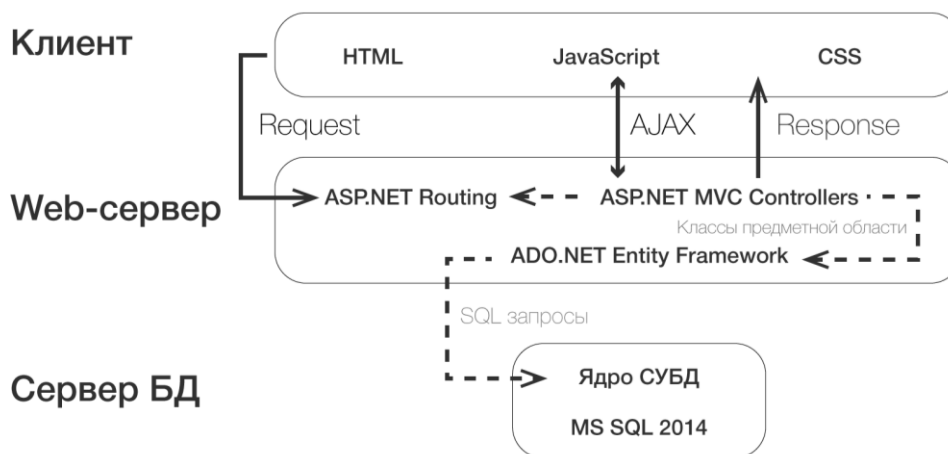 Клиент
HTML JavaScript CSS
Request AJAX Response
Web-сервер
ASP.NET Routing ASP.NET MVC Controllers
Классы предметной области
ADO.NET Entity Framework
SQL запросы
Сервер БД
Ядро СУБД
MS SQL 2014